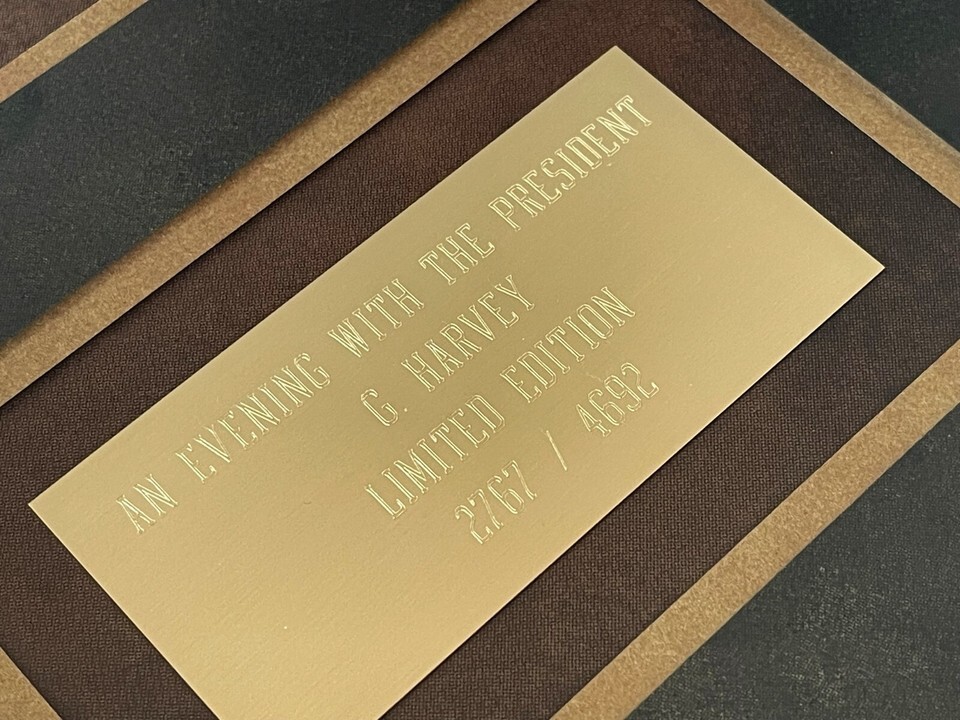 AN EVENING WITH THE PRESIDENT
G. HARVEY
LIMITED EDITION
2767 / 4692